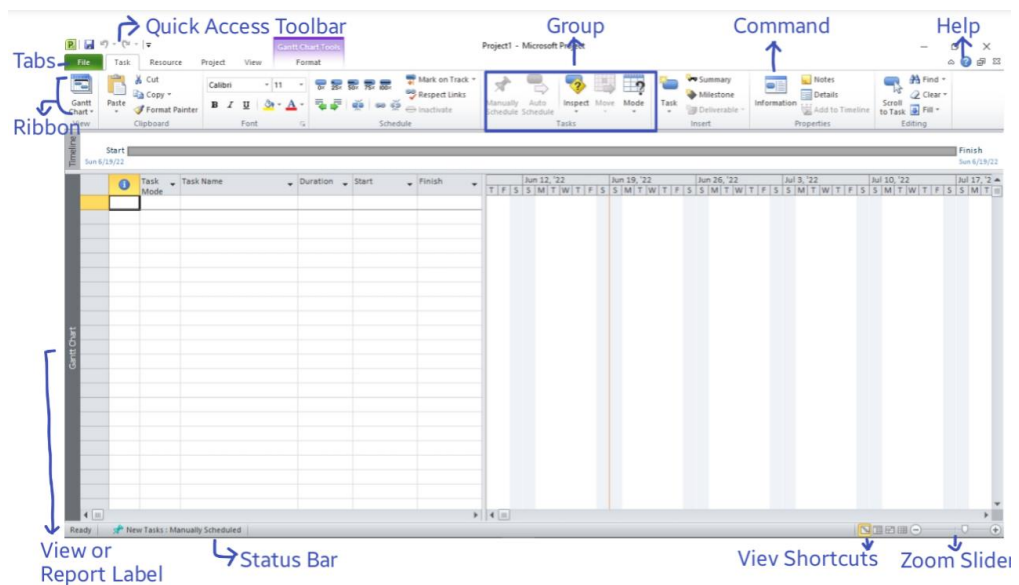 Quick Access Toolbar
Group
Command
Help
Gantt Chart Tools
Project1 - Microsoft Project
Tabs
File Task Resource Project View Format
Gantt Chart
Paste
Cut
Copy
Format Painter
Calibri 11
B I U A
Mark on Track
Respect Links
Inactivate
Manually Schedule
Auto Schedule
Inspect
Move
Mode
Task
Summary
Milestone
Deliverable
Information
Notes
Details
Add to Timeline
Scroll to Task
Find
Clear
Fill
Ribbon
View Clipboard Font Schedule Tasks Insert Properties Editing
Timeline
Start
Sun 6/19/22
Finish
Sun 6/19/22
Task Mode
Task Name
Duration
Start
Finish
Jun 12, '22 Jun 19, '22 Jun 26, '22 Jul 3, '22 Jul 10, '22 Jul 17, '2
T F S S M T W T F S S M T W T F S S M T W T F S S M T W T F S S M T W T F S S M T
Gantt Chart
Ready New Tasks : Manually Scheduled
View or
Report Label
Status Bar
Viev Shortcuts
Zoom Slider